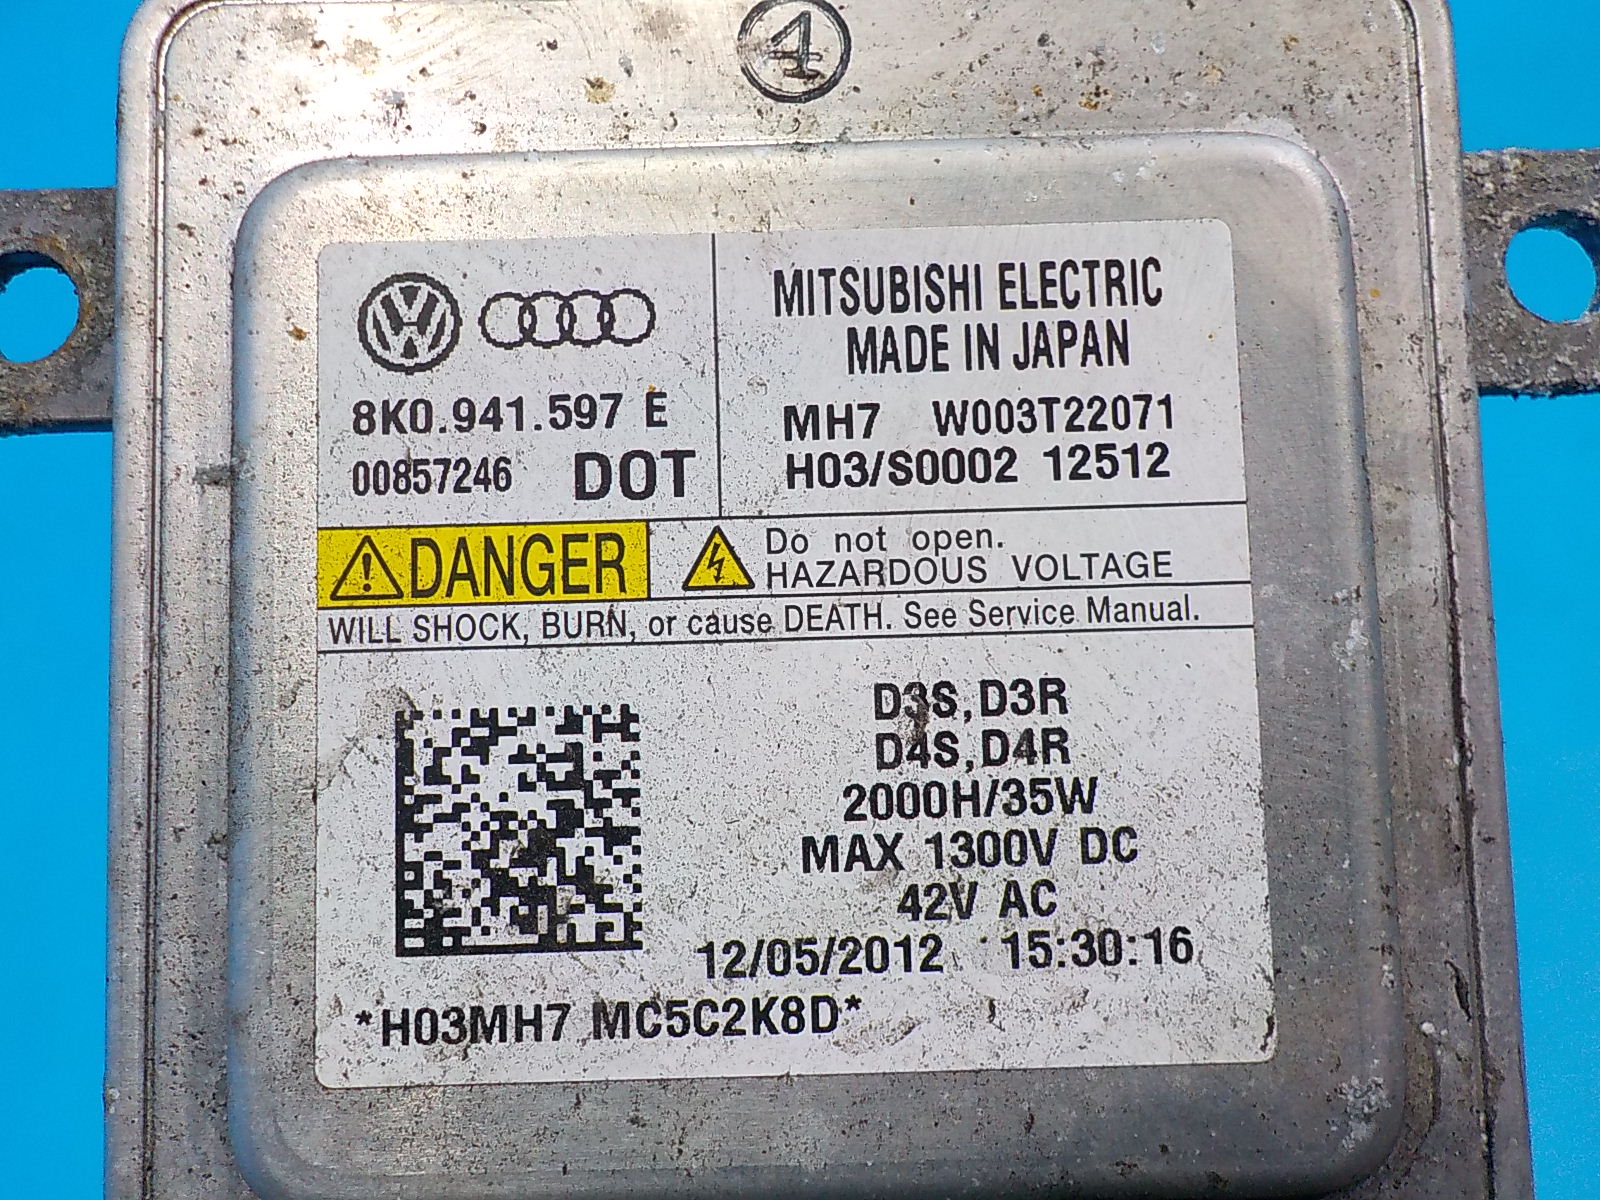 4
8K0.941.597 E
00857246 DOT
MITSUBISHI ELECTRIC
MADE IN JAPAN
MH7 W003T22071
H03/S0002 12512
DANGER
Do not open.
HAZARDOUS VOLTAGE
WILL SHOCK, BURN, or cause DEATH. See Service Manual.
D3S,D3R
D4S,D4R
2000H/35W
MAX 1300V DC
42V AC
12/05/2012 15:30:16
*H03MH7 MC5C2K8D*